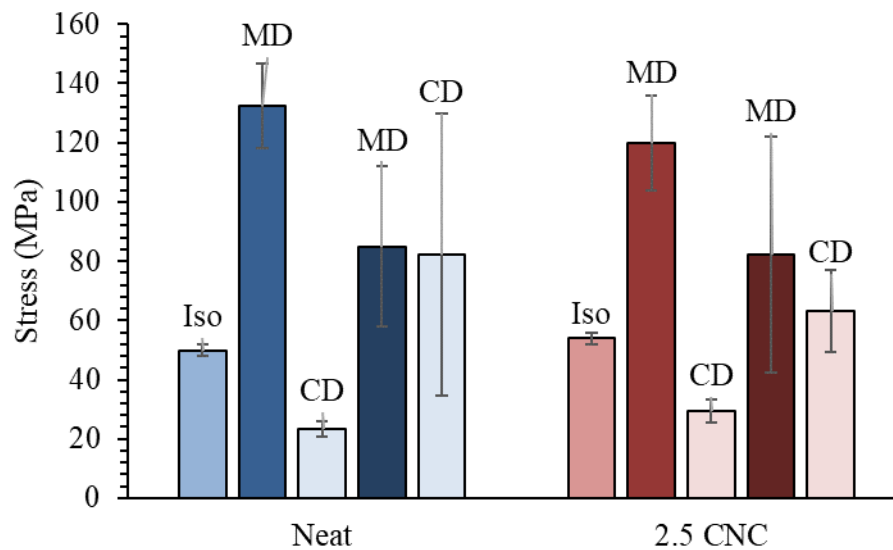 160
140
120
100
80
60
40
20
0
Stress (MPa)
Iso
MD
CD
MD
CD
Iso
MD
CD
MD
CD
Neat
2.5 CNC